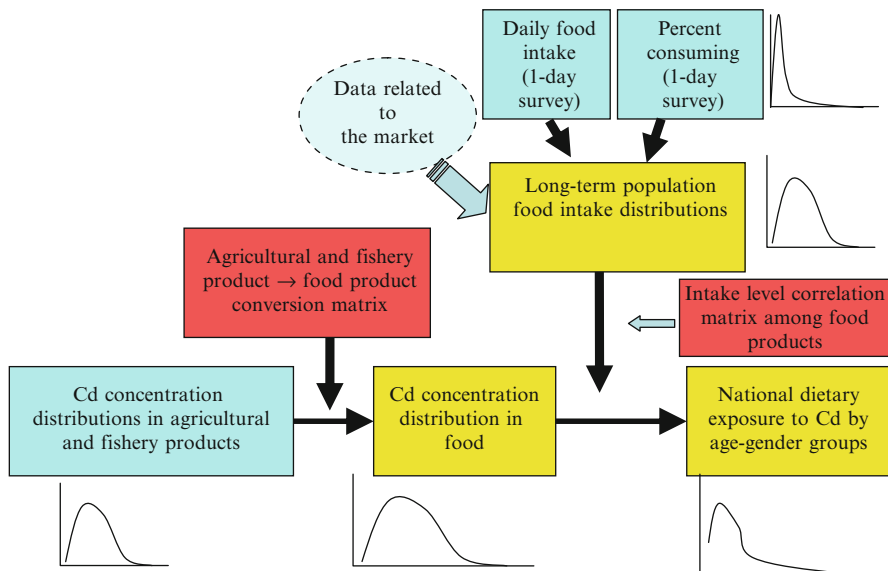 Daily food
intake
(1-day
survey)
Percent
consuming
(1-day
survey)
Data related
to
the market
Long-term population
food intake distributions
Agricultural and fishery
product → food product
conversion matrix
Intake level correlation
matrix among food
products
Cd concentration
distributions in agricultural
and fishery products
Cd concentration
distribution in
food
National dietary
exposure to Cd by
age-gender groups